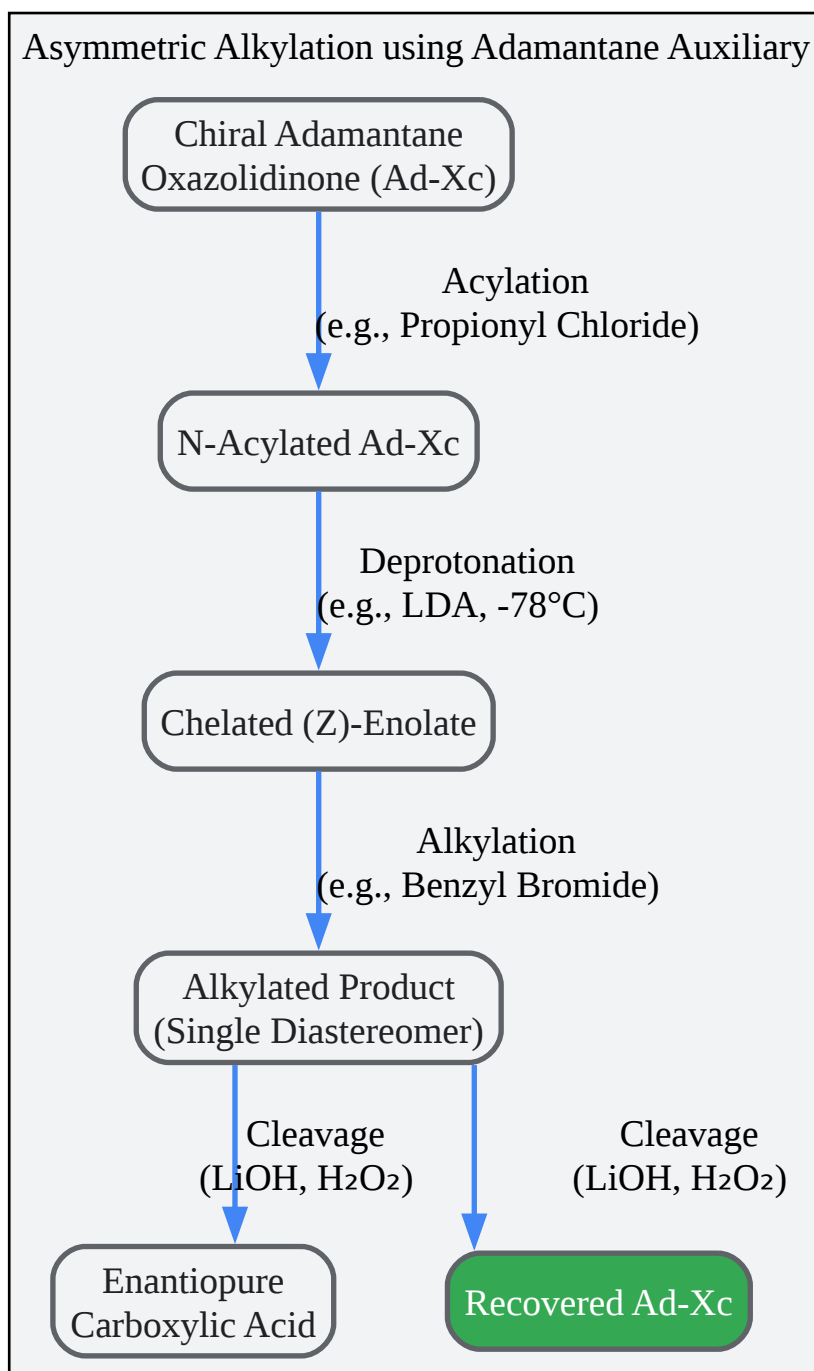 Asymmetric Alkylation using Adamantane Auxiliary
Chiral Adamantane
Oxazolidinone (Ad-Xc)
Acylation
(e.g., Propionyl Chloride)
N-Acylated Ad-Xc
Deprotonation
(e.g., LDA, -78°C)
Chelated (Z)-Enolate
Alkylation
(e.g., Benzyl Bromide)
Alkylated Product
(Single Diastereomer)
Cleavage
(LiOH, H₂O₂)
Cleavage
(LiOH, H₂O₂)
Enantiopure
Carboxylic Acid
Recovered Ad-Xc